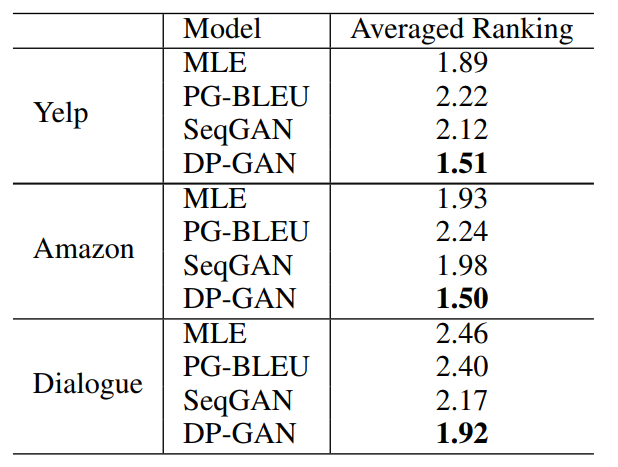 Model Averaged Ranking
Yelp
MLE 1.89
PG-BLEU 2.22
SeqGAN 2.12
DP-GAN 1.51
Amazon
MLE 1.93
PG-BLEU 2.24
SeqGAN 1.98
DP-GAN 1.50
Dialogue
MLE 2.46
PG-BLEU 2.40
SeqGAN 2.17
DP-GAN 1.92